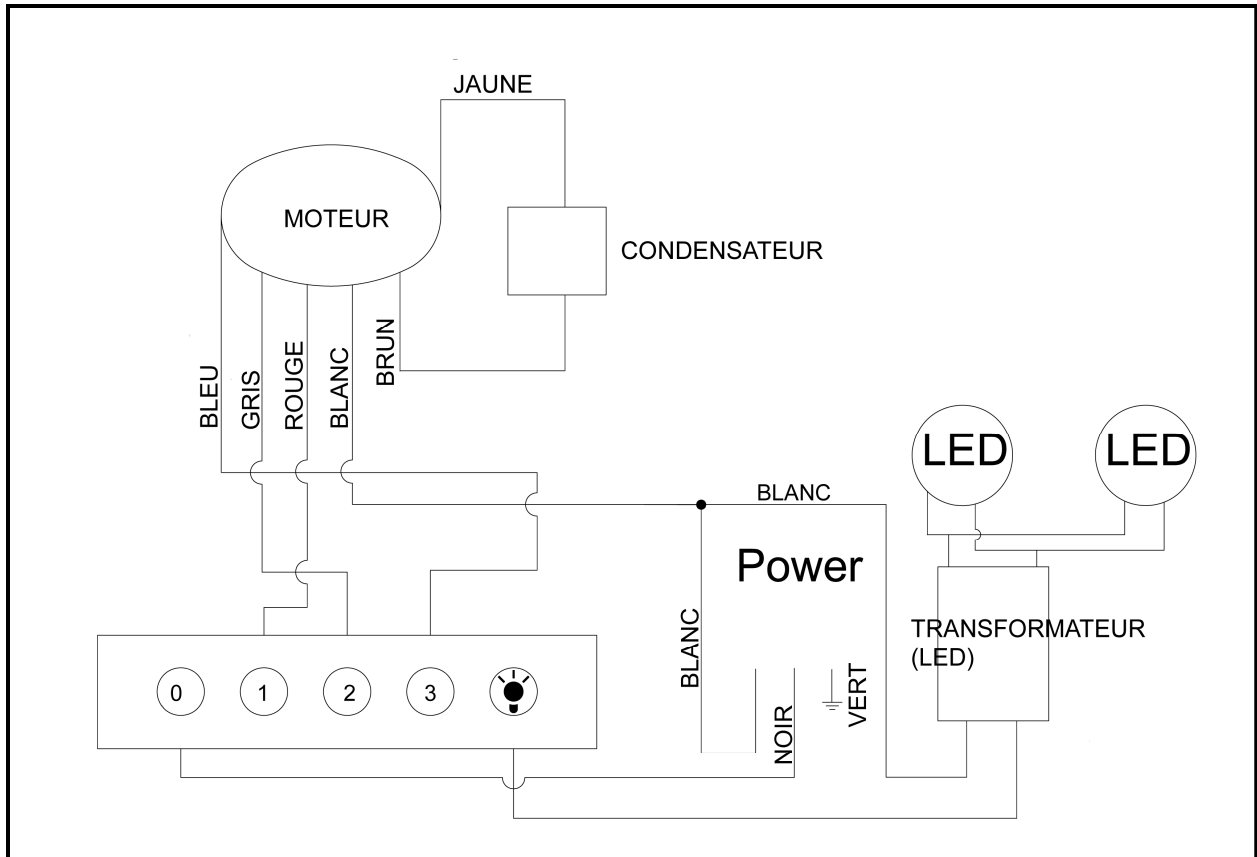 JAUNE
MOTEUR
CONDENSATEUR
BLEU
GRIS
ROUGE
BLANC
BRUN
LED
LED
BLANC
Power
BLANC
NOIR
VERT
TRANSFORMATEUR
(LED)
0
1
2
3